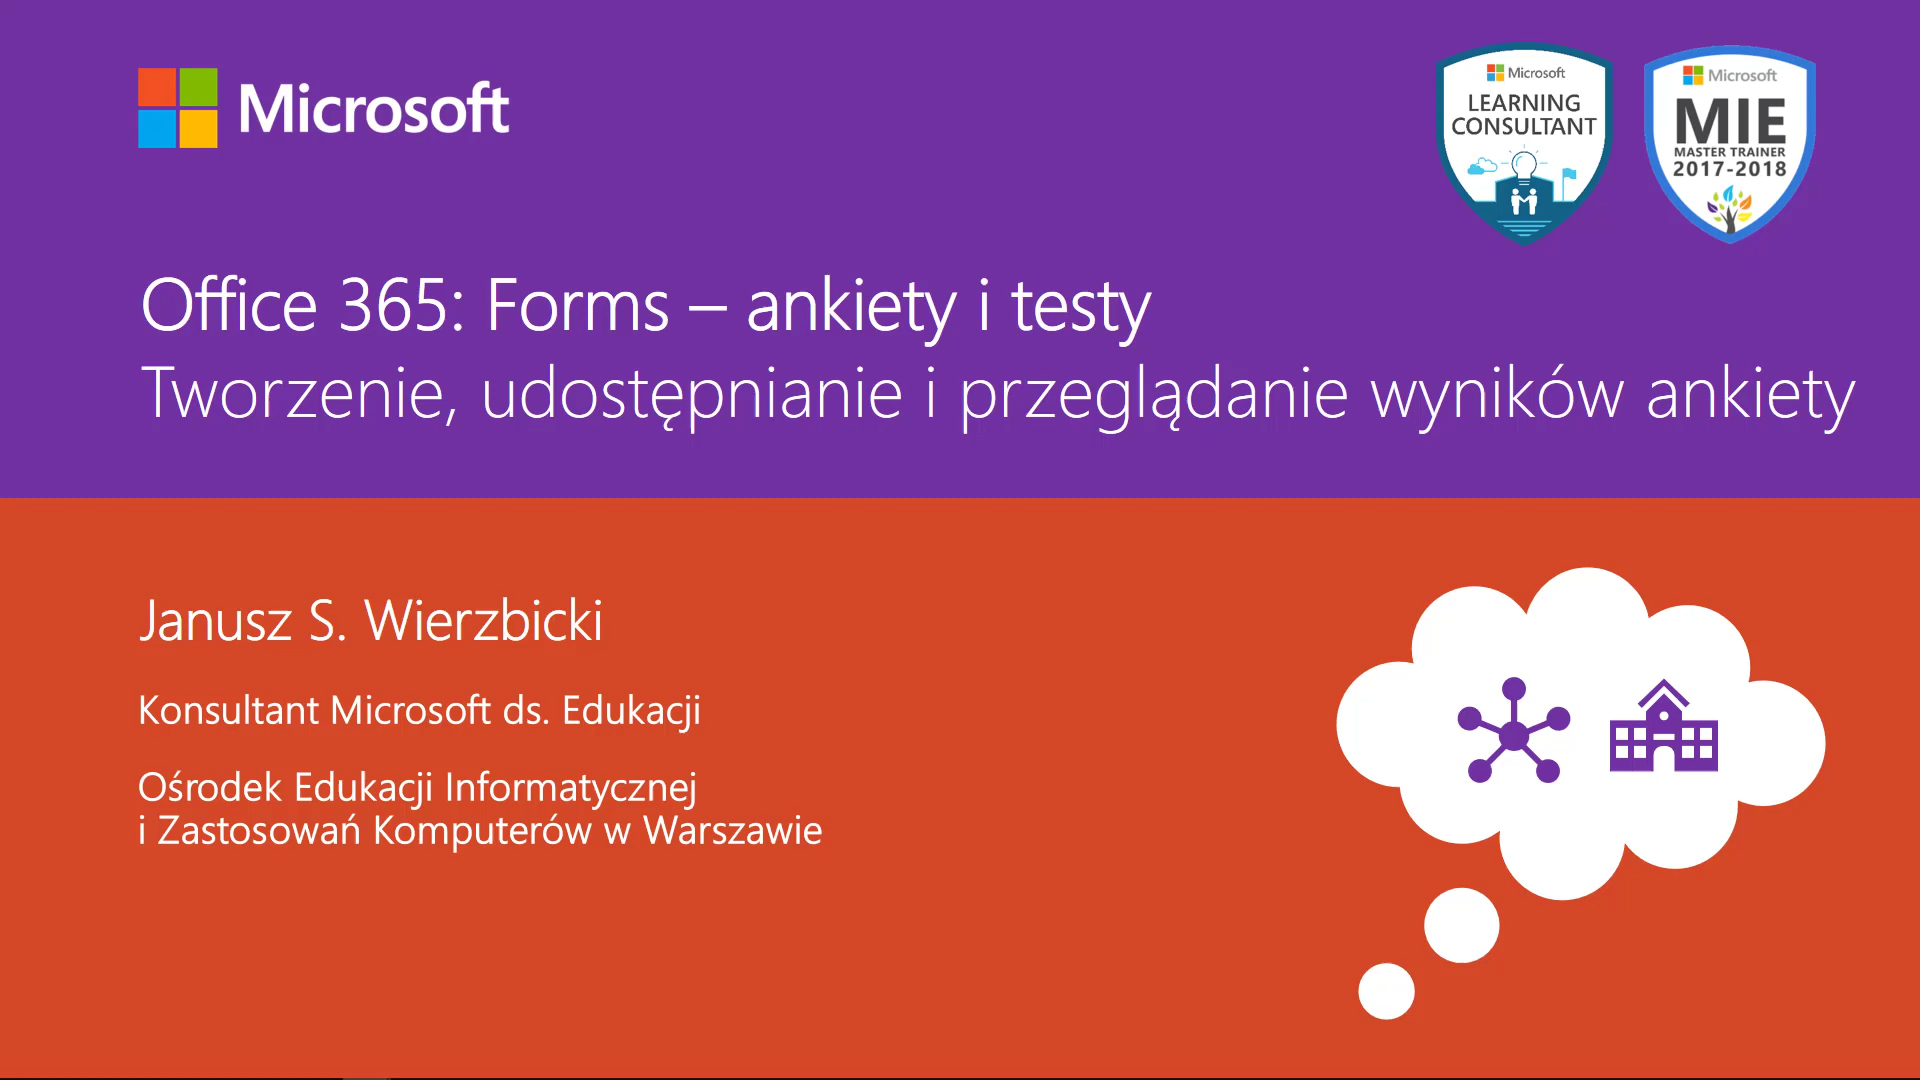 Microsoft
Microsoft
LEARNING
CONSULTANT
Microsoft
MIE
MASTER TRAINER
2017-2018
Office 365: Forms – ankiety i testy
Tworzenie, udostępnianie i przeglądanie wyników ankiety
Janusz S. Wierzbicki
Konsultant Microsoft ds. Edukacji
Ośrodek Edukacji Informatycznej
i Zastosowań Komputerów w Warszawie